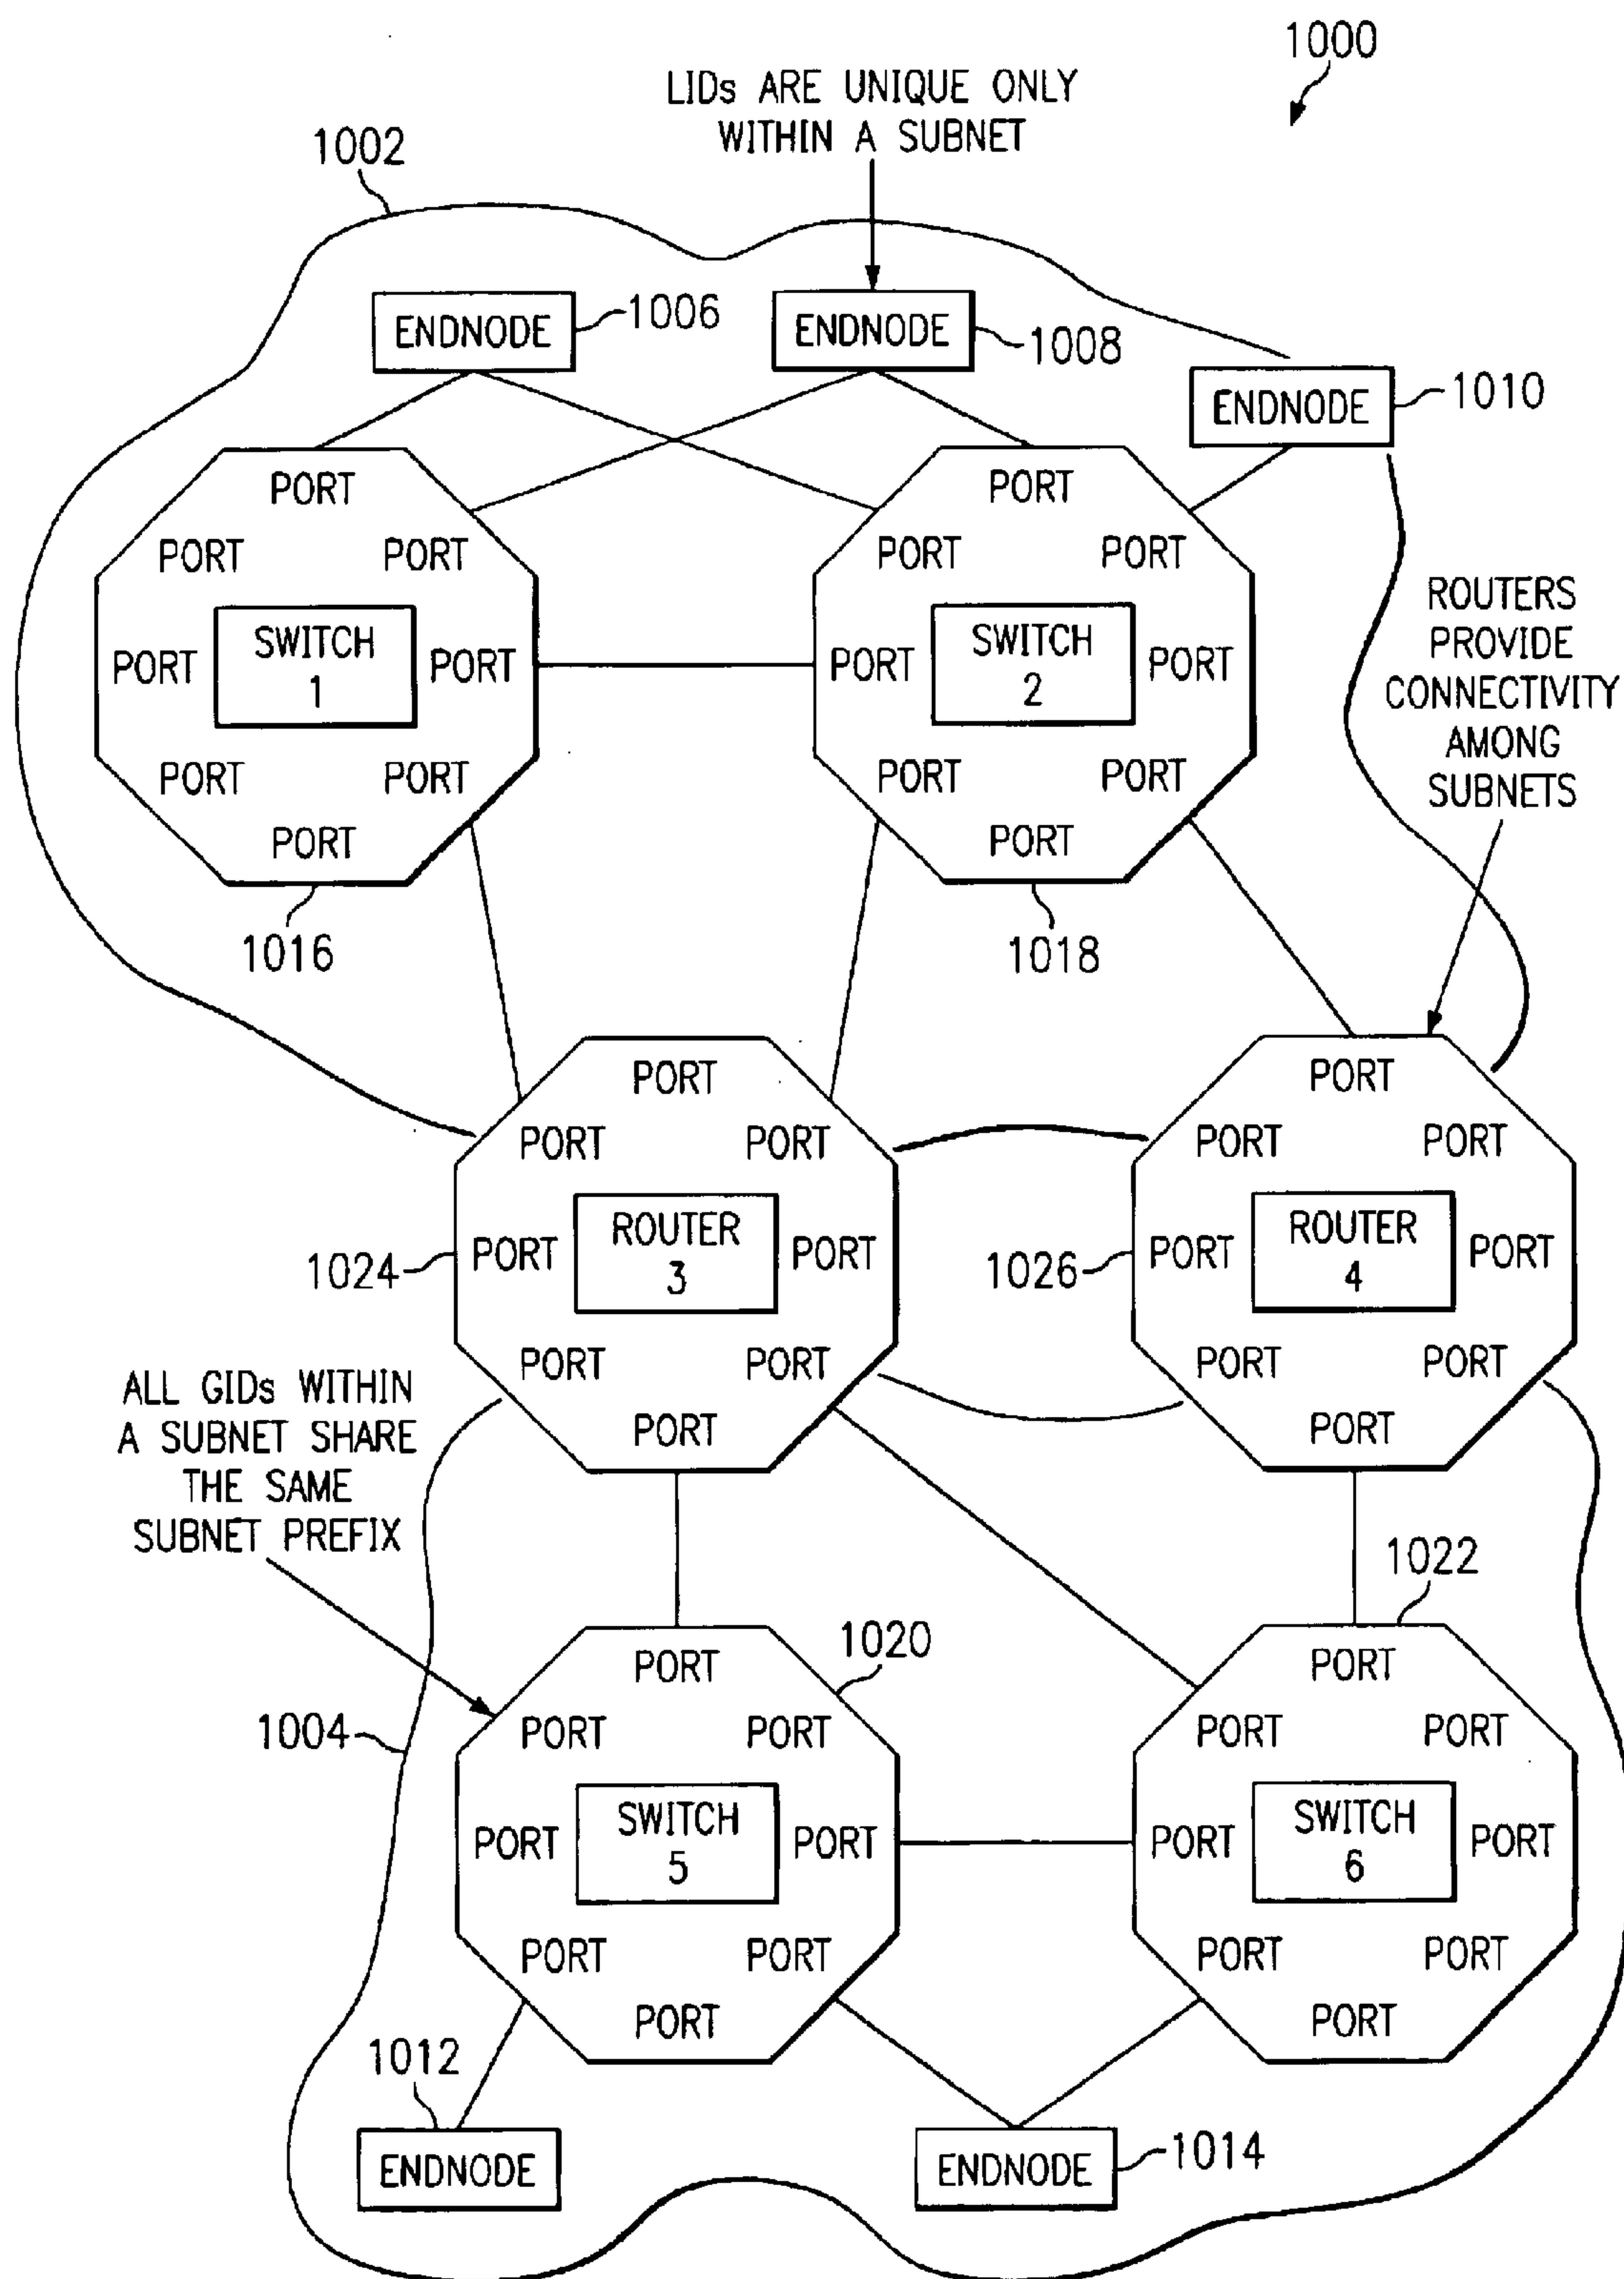 1000
LIDs ARE UNIQUE ONLY
WITHIN A SUBNET
1002
ENDNODE
1006
ENDNODE
1008
ENDNODE
1010
PORT
PORT PORT
PORT SWITCH 1 PORT
PORT PORT
PORT
1016
PORT
PORT PORT
PORT SWITCH 2 PORT
PORT PORT
PORT
1018
ROUTERS
PROVIDE
CONNECTIVITY
AMONG
SUBNETS
PORT
PORT PORT
PORT ROUTER 3 PORT
PORT PORT
PORT
1024
PORT
PORT PORT
PORT ROUTER 4 PORT
PORT PORT
PORT
1026
ALL GIDs WITHIN
A SUBNET SHARE
THE SAME
SUBNET PREFIX
1004
1020
PORT
PORT PORT
PORT SWITCH 5 PORT
PORT PORT
PORT
1022
PORT
PORT PORT
PORT SWITCH 6 PORT
PORT PORT
PORT
1012
ENDNODE
ENDNODE
1014